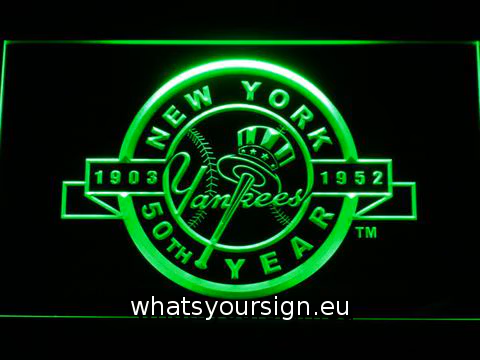 NEW YORK
1903 Yankees 1952
50TH YEAR
TM
whatsyoursign.eu